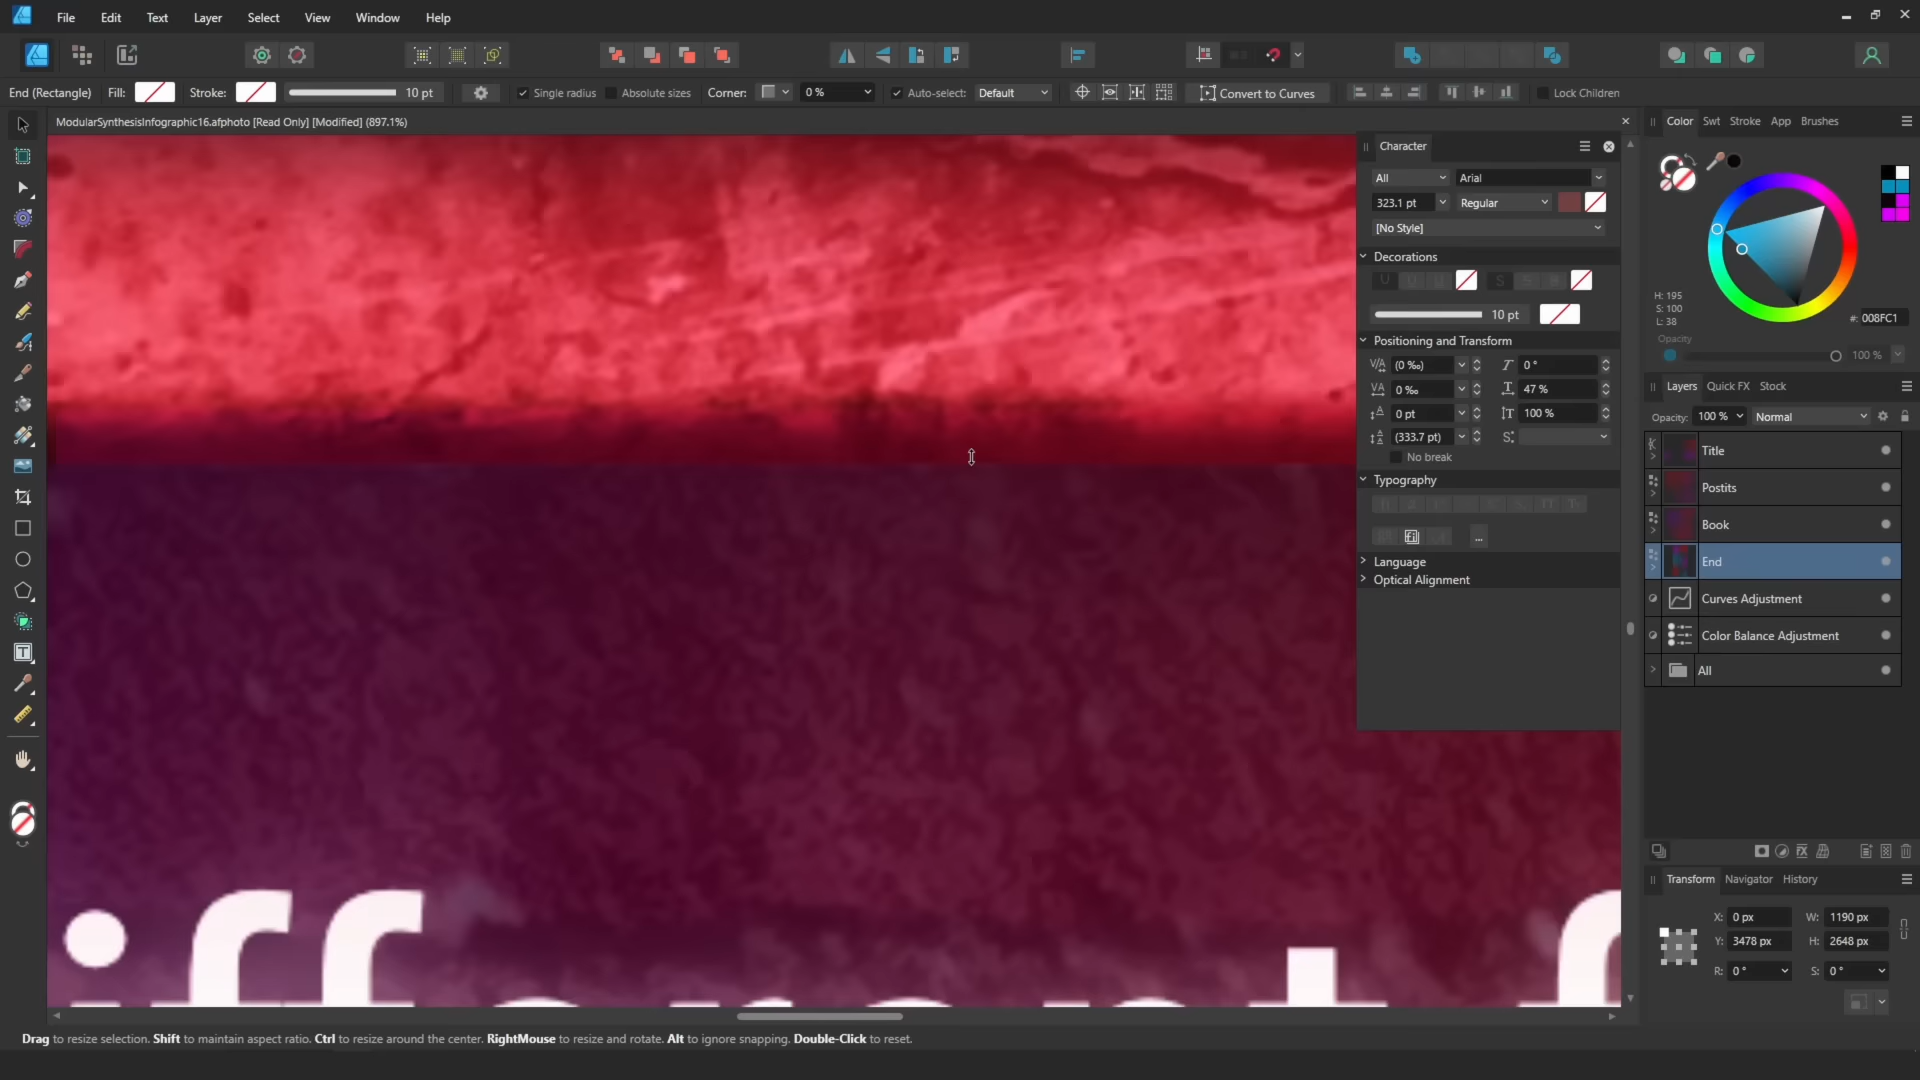 File Edit Text Layer Select View Window Help
End (Rectangle) Fill: Stroke: 10 pt Single radius Absolute sizes Corner: 0 % Auto-select: Default Convert to Curves Lock Children
ModularSynthesisInfographic16.afphoto [Read Only] [Modified] (897.1%)
Character
All Arial
323.1 pt Regular
[No Style]
Decorations
10 pt
Positioning and Transform
(0 ‰) 0 °
0 ‰ 47 %
0 pt 100 %
(333.7 pt)
No break
Typography
...
Language
Optical Alignment
Color Swt Stroke App Brushes
H: 195
S: 100
L: 38
#: 008FC1
Opacity
100 %
Layers Quick FX Stock
Opacity: 100 % Normal
Title
Postits
Book
End
Curves Adjustment
Color Balance Adjustment
All
Transform Navigator History
X: 0 px W: 1190 px
Y: 3478 px H: 2648 px
R: 0 ° S: 0 °
Drag to resize selection. Shift to maintain aspect ratio. Ctrl to resize around the center. RightMouse to resize and rotate. Alt to ignore snapping. Double-Click to reset.